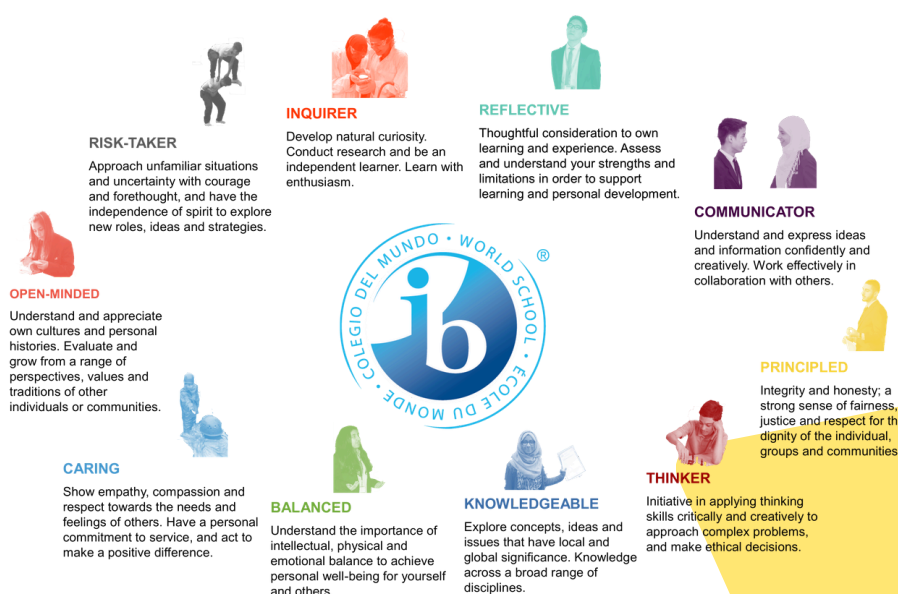 RISK-TAKER
Approach unfamiliar situations
and uncertainty with courage
and forethought, and have the
independence of spirit to explore
new roles, ideas and strategies.
INQUIRER
Develop natural curiosity.
Conduct research and be an
independent learner. Learn with
enthusiasm.
REFLECTIVE
Thoughtful consideration to own
learning and experience. Assess
and understand your strengths and
limitations in order to support
learning and personal development.
COMMUNICATOR
Understand and express ideas
and information confidently and
creatively. Work effectively in
collaboration with others.
OPEN-MINDED
Understand and appreciate
own cultures and personal
histories. Evaluate and
grow from a range of
perspectives, values and
traditions of other
individuals or communities.
COLEGIO DEL MUNDO • WORLD SCHOOL • ÉCOLE DU MONDE •
®
ib
PRINCIPLED
Integrity and honesty; a
strong sense of fairness,
justice and respect for th
dignity of the individual,
groups and communities
CARING
Show empathy, compassion and
respect towards the needs and
feelings of others. Have a personal
commitment to service, and act to
make a positive difference.
BALANCED
Understand the importance of
intellectual, physical and
emotional balance to achieve
personal well-being for yourself
and others
KNOWLEDGEABLE
Explore concepts, ideas and
issues that have local and
global significance. Knowledge
across a broad range of
disciplines.
THINKER
Initiative in applying thinking
skills critically and creatively to
approach complex problems,
and make ethical decisions.